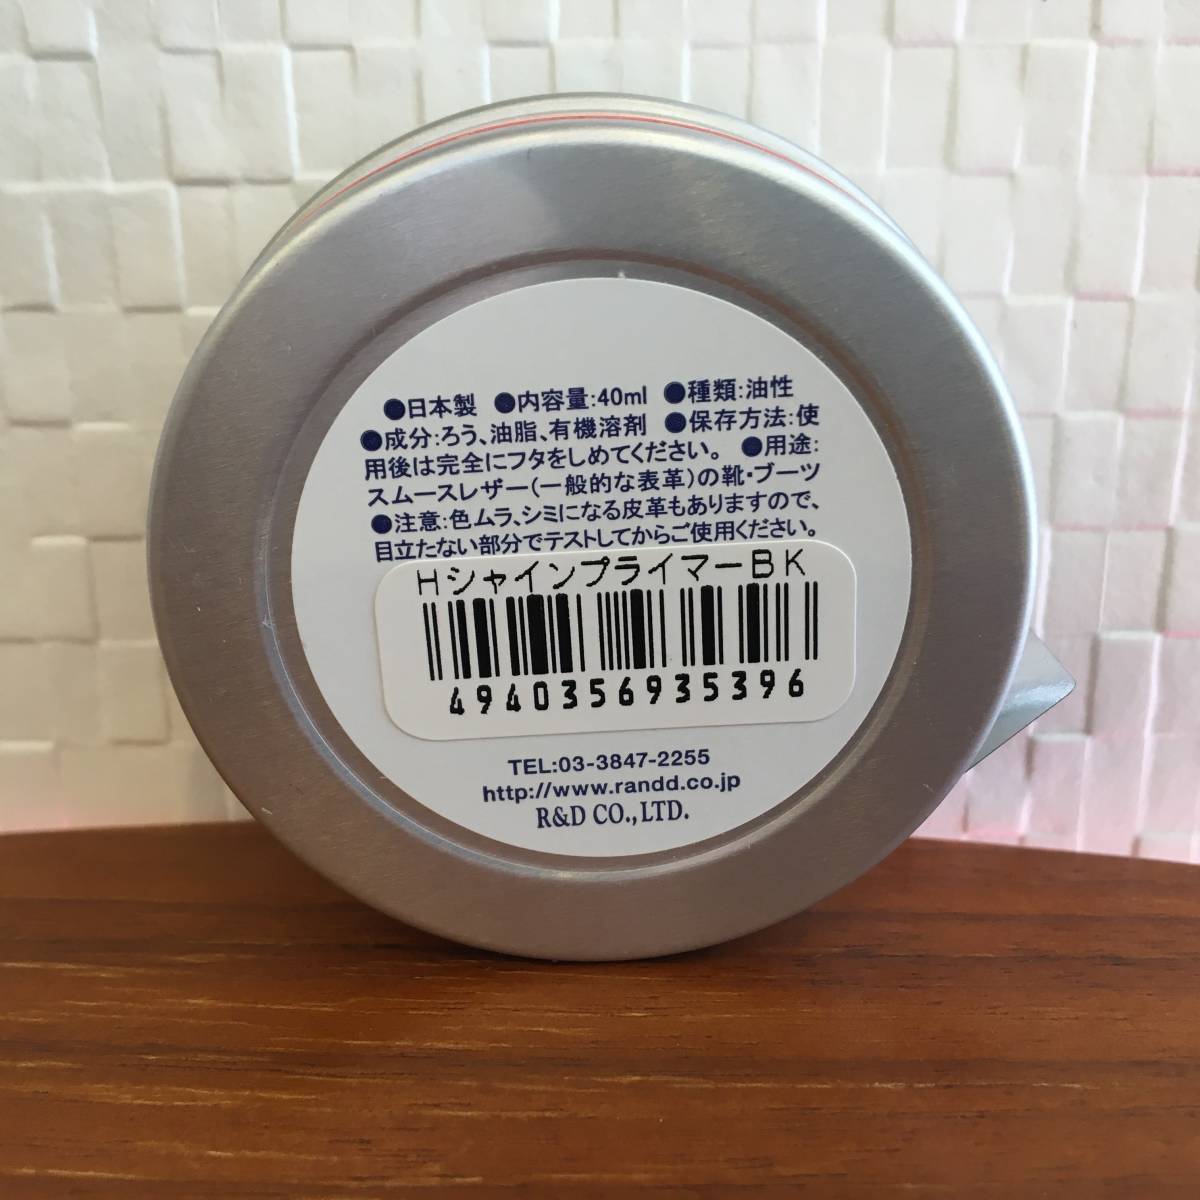 ●日本製 ●内容量:40ml ●種類:油性
●成分:ろう、油脂、有機溶剤 ●保存方法:使
用後は完全にフタをしめてください。 ●用途:
スムースレザー(一般的な表革)の靴・ブーツ
●注意:色ムラ、シミになる皮革もありますので、
目立たない部分でテストしてからご使用ください。
HシャインプライマーBK
4940356935396
TEL:03-3847-2255
http://www.randd.co.jp
R&D CO.,LTD.